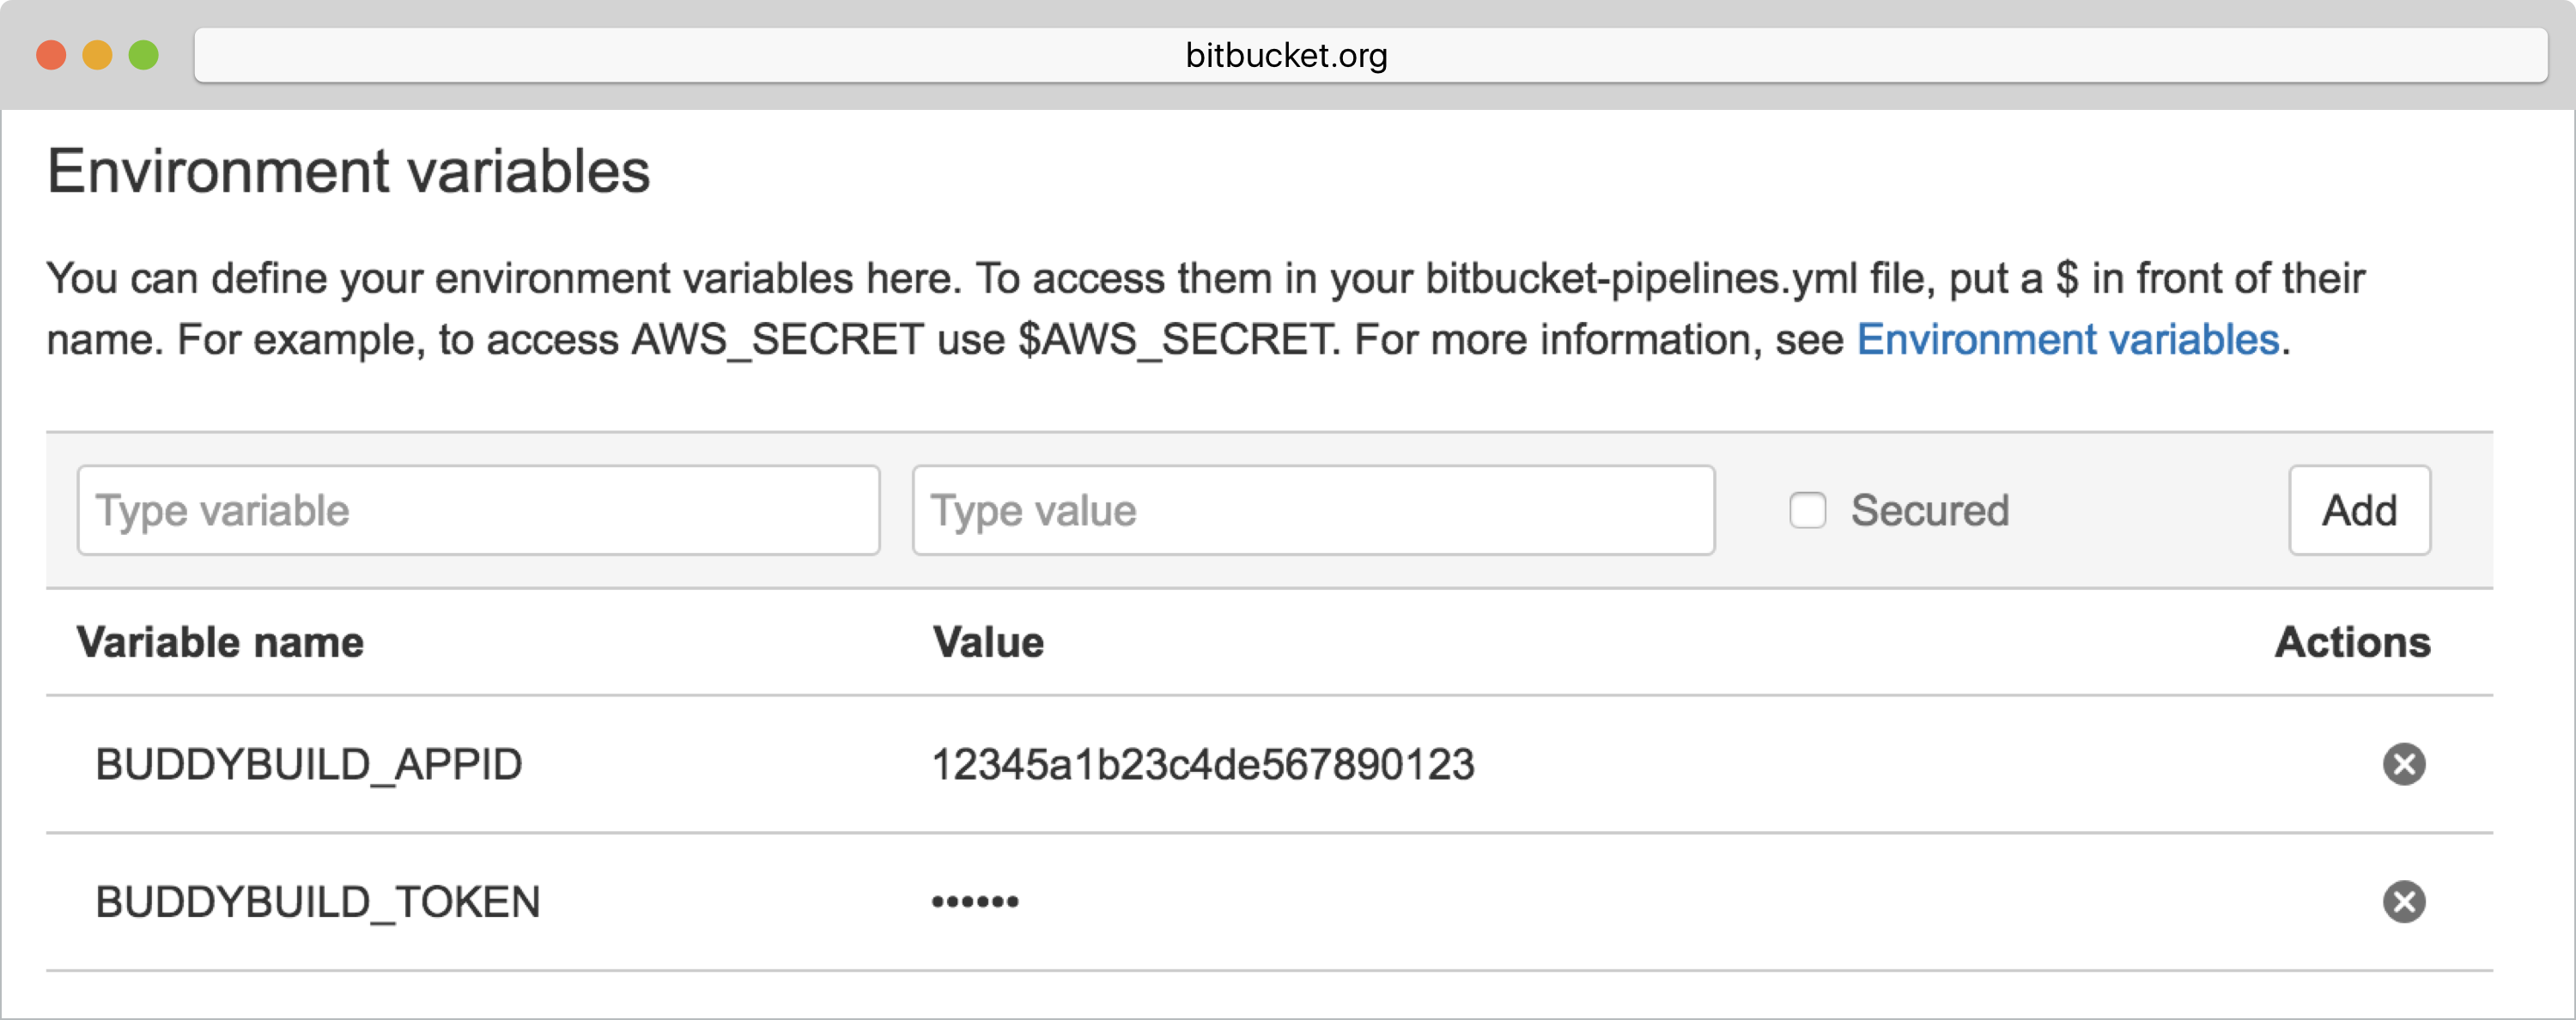 bitbucket.org
Environment variables
You can define your environment variables here. To access them in your bitbucket-pipelines.yml file, put a $ in front of their
name. For example, to access AWS_SECRET use $AWS_SECRET. For more information, see Environment variables.
Type variable Type value Secured Add
Variable name Value Actions
BUDDYBUILD_APPID 12345a1b23c4de567890123
BUDDYBUILD_TOKEN ••••••